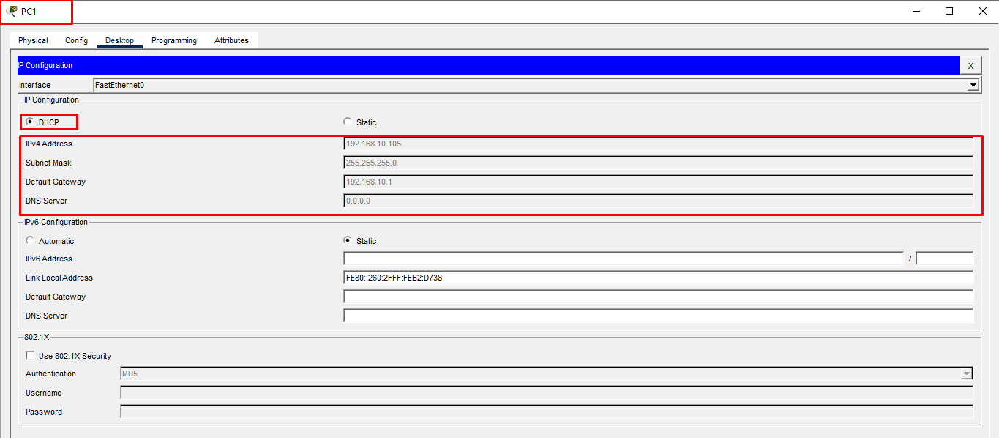 PC1
Physical Config Desktop Programming Attributes
IP Configuration X
Interface FastEthernet0
IP Configuration
DHCP Static
IPv4 Address 192.168.10.105
Subnet Mask 255.255.255.0
Default Gateway 192.168.10.1
DNS Server 0.0.0.0
IPv6 Configuration
Automatic Static
IPv6 Address /
Link Local Address FE80::260:2FFF:FEB2:D738
Default Gateway
DNS Server
802.1X
Use 802.1X Security
Authentication MD5
Username
Password